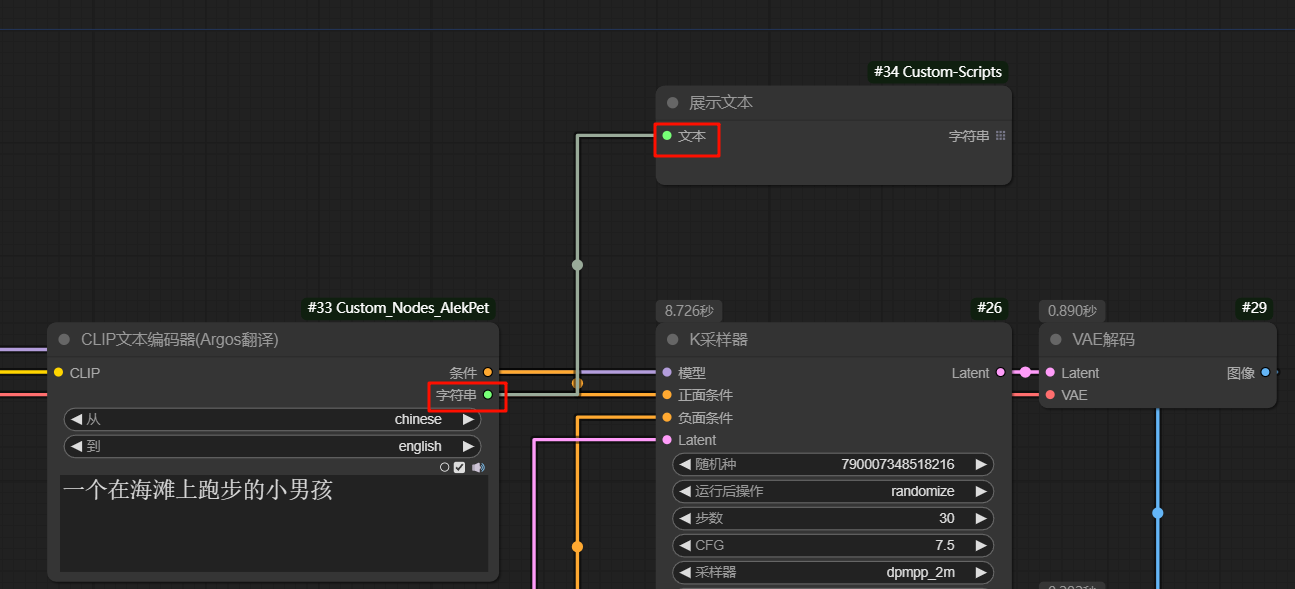 #34 Custom-Scripts
展示文本
文本
字符串
#33 Custom_Nodes_AlekPet
CLIP文本编码器(Argos翻译)
CLIP
条件
字符串
从
chinese
到
english
一个在海滩上跑步的小男孩
8.726秒
#26
K采样器
模型
Latent
正面条件
负面条件
Latent
随机种
790007348518216
运行后操作
randomize
步数
30
CFG
7.5
采样器
dpmpp_2m
0.890秒
#29
VAE解码
Latent
图像
VAE